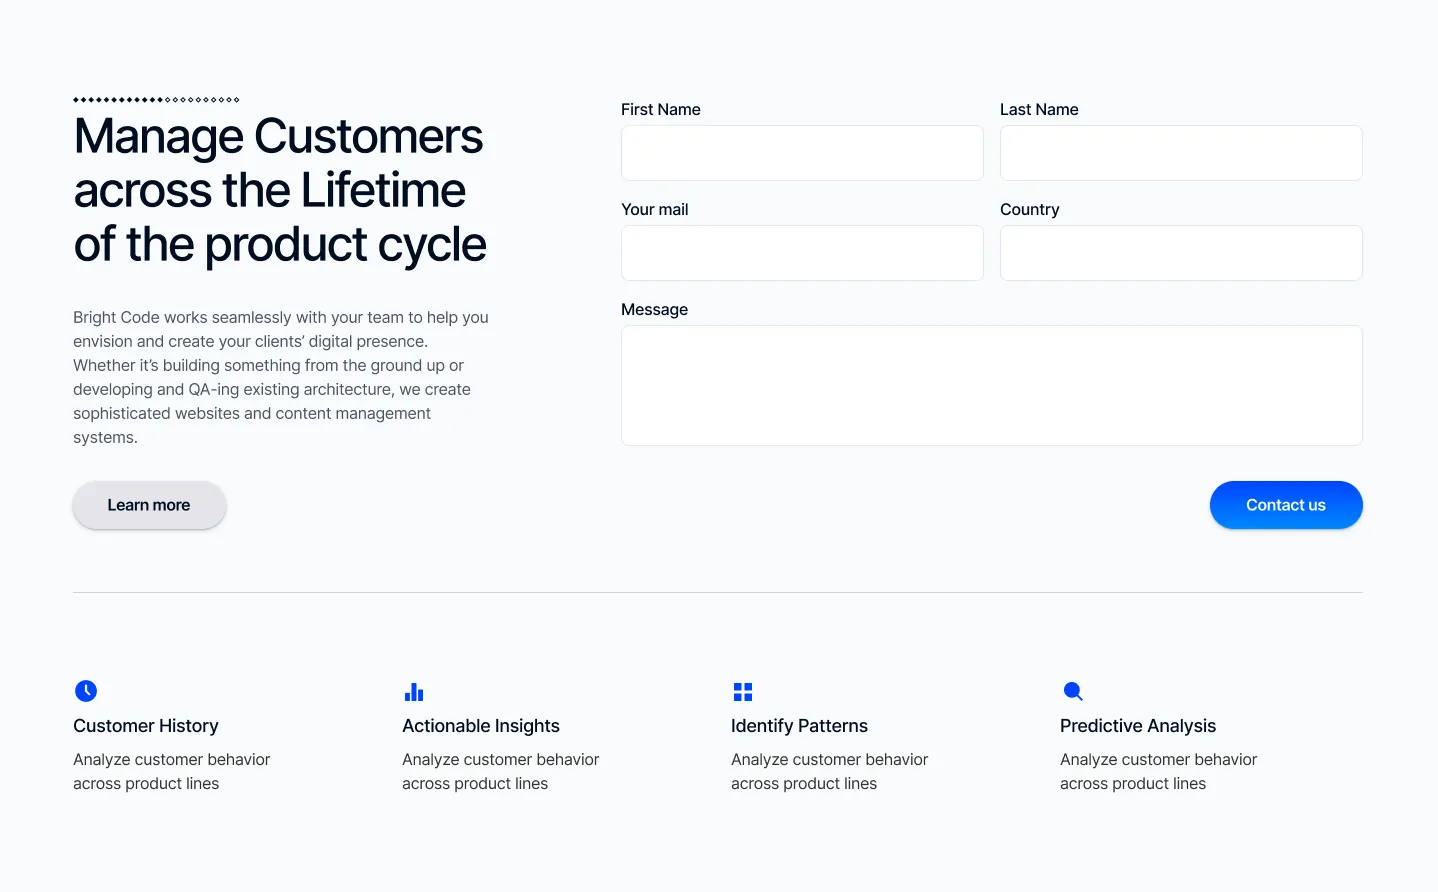 Manage Customers
across the Lifetime
of the product cycle
Bright Code works seamlessly with your team to help you
envision and create your clients’ digital presence.
Whether it’s building something from the ground up or
developing and QA-ing existing architecture, we create
sophisticated websites and content management
systems.
Learn more
First Name
Last Name
Your mail
Country
Message
Contact us
Customer History
Analyze customer behavior
across product lines
Actionable Insights
Analyze customer behavior
across product lines
Identify Patterns
Analyze customer behavior
across product lines
Predictive Analysis
Analyze customer behavior
across product lines